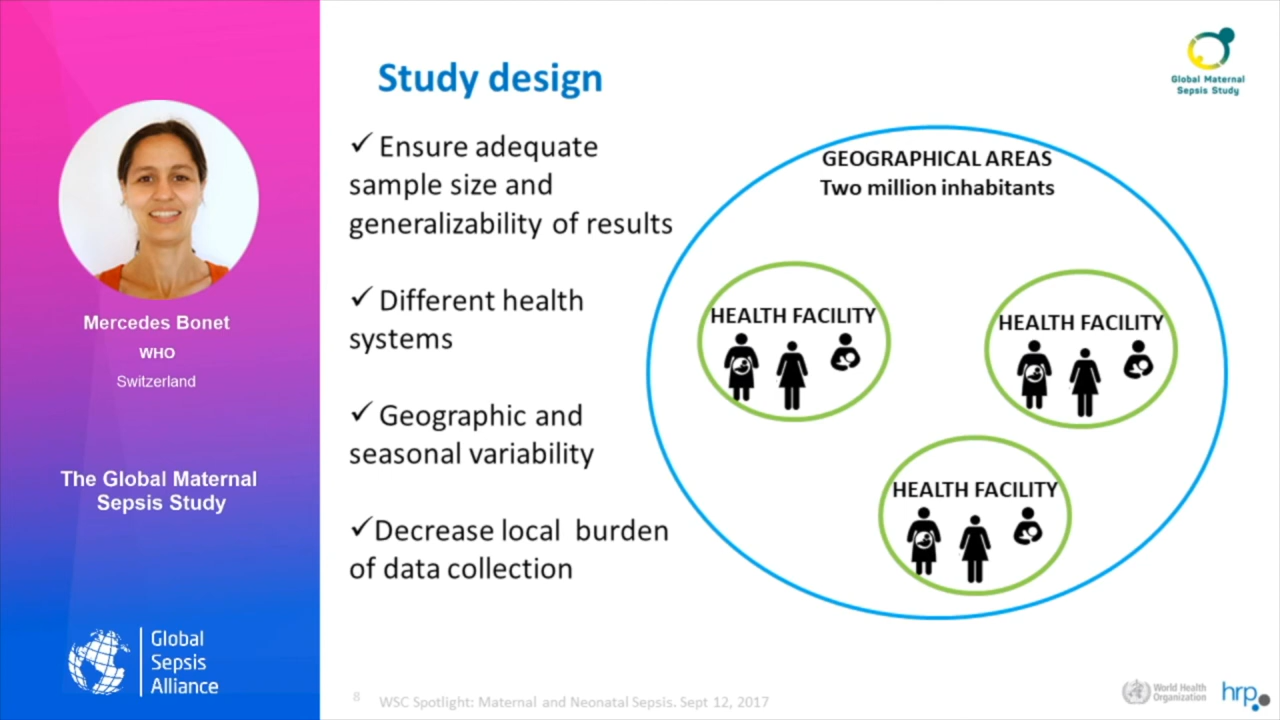 Mercedes Bonet
WHO
Switzerland
The Global Maternal
Sepsis Study
Global
Sepsis
Alliance
Study design
✓ Ensure adequate
sample size and
generalizability of results
✓ Different health
systems
✓ Geographic and
seasonal variability
✓Decrease local burden
of data collection
Global Maternal
Sepsis Study
GEOGRAPHICAL AREAS
Two million inhabitants
HEALTH FACILITY
HEALTH FACILITY
HEALTH FACILITY
8
WSC Spotlight: Maternal and Neonatal Sepsis. Sept 12, 2017
World Health
Organization
hrp